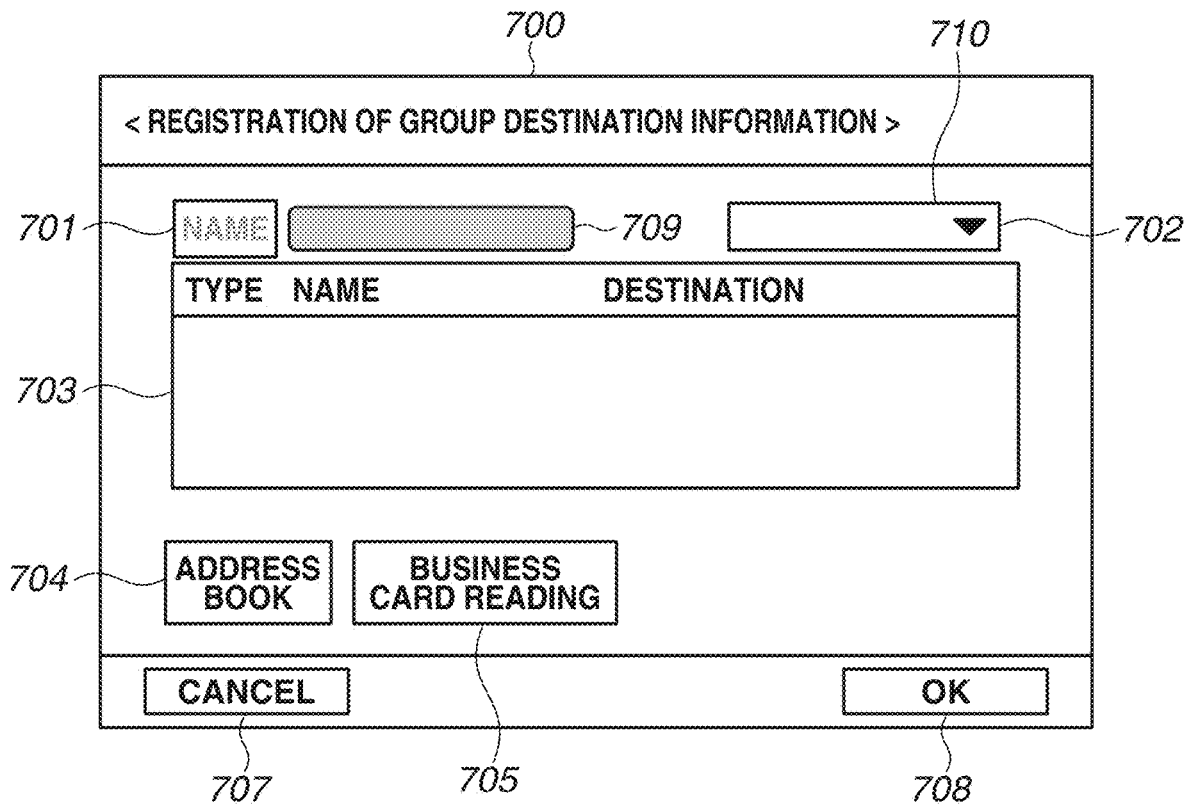 700
710
< REGISTRATION OF GROUP DESTINATION INFORMATION >
701
NAME
709
702
TYPE NAME DESTINATION
703
704
ADDRESS
BOOK
BUSINESS
CARD READING
CANCEL
OK
707
705
708